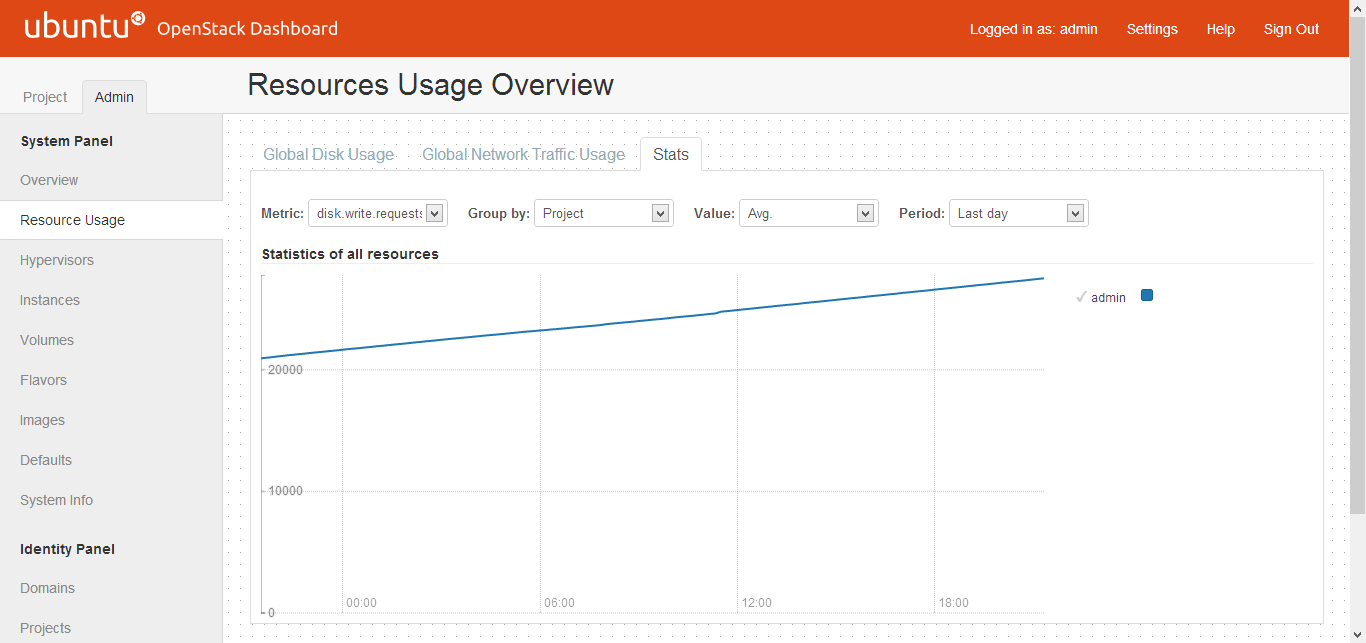 ubuntu OpenStack Dashboard
Logged in as: admin Settings Help Sign Out
Project Admin
Resources Usage Overview
System Panel
Overview
Resource Usage
Hypervisors
Instances
Volumes
Flavors
Images
Defaults
System Info
Identity Panel
Domains
Projects
Global Disk Usage Global Network Traffic Usage Stats
Metric: disk.write.requests Group by: Project Value: Avg. Period: Last day
Statistics of all resources
admin
20000
10000
0
00:00 06:00 12:00 18:00